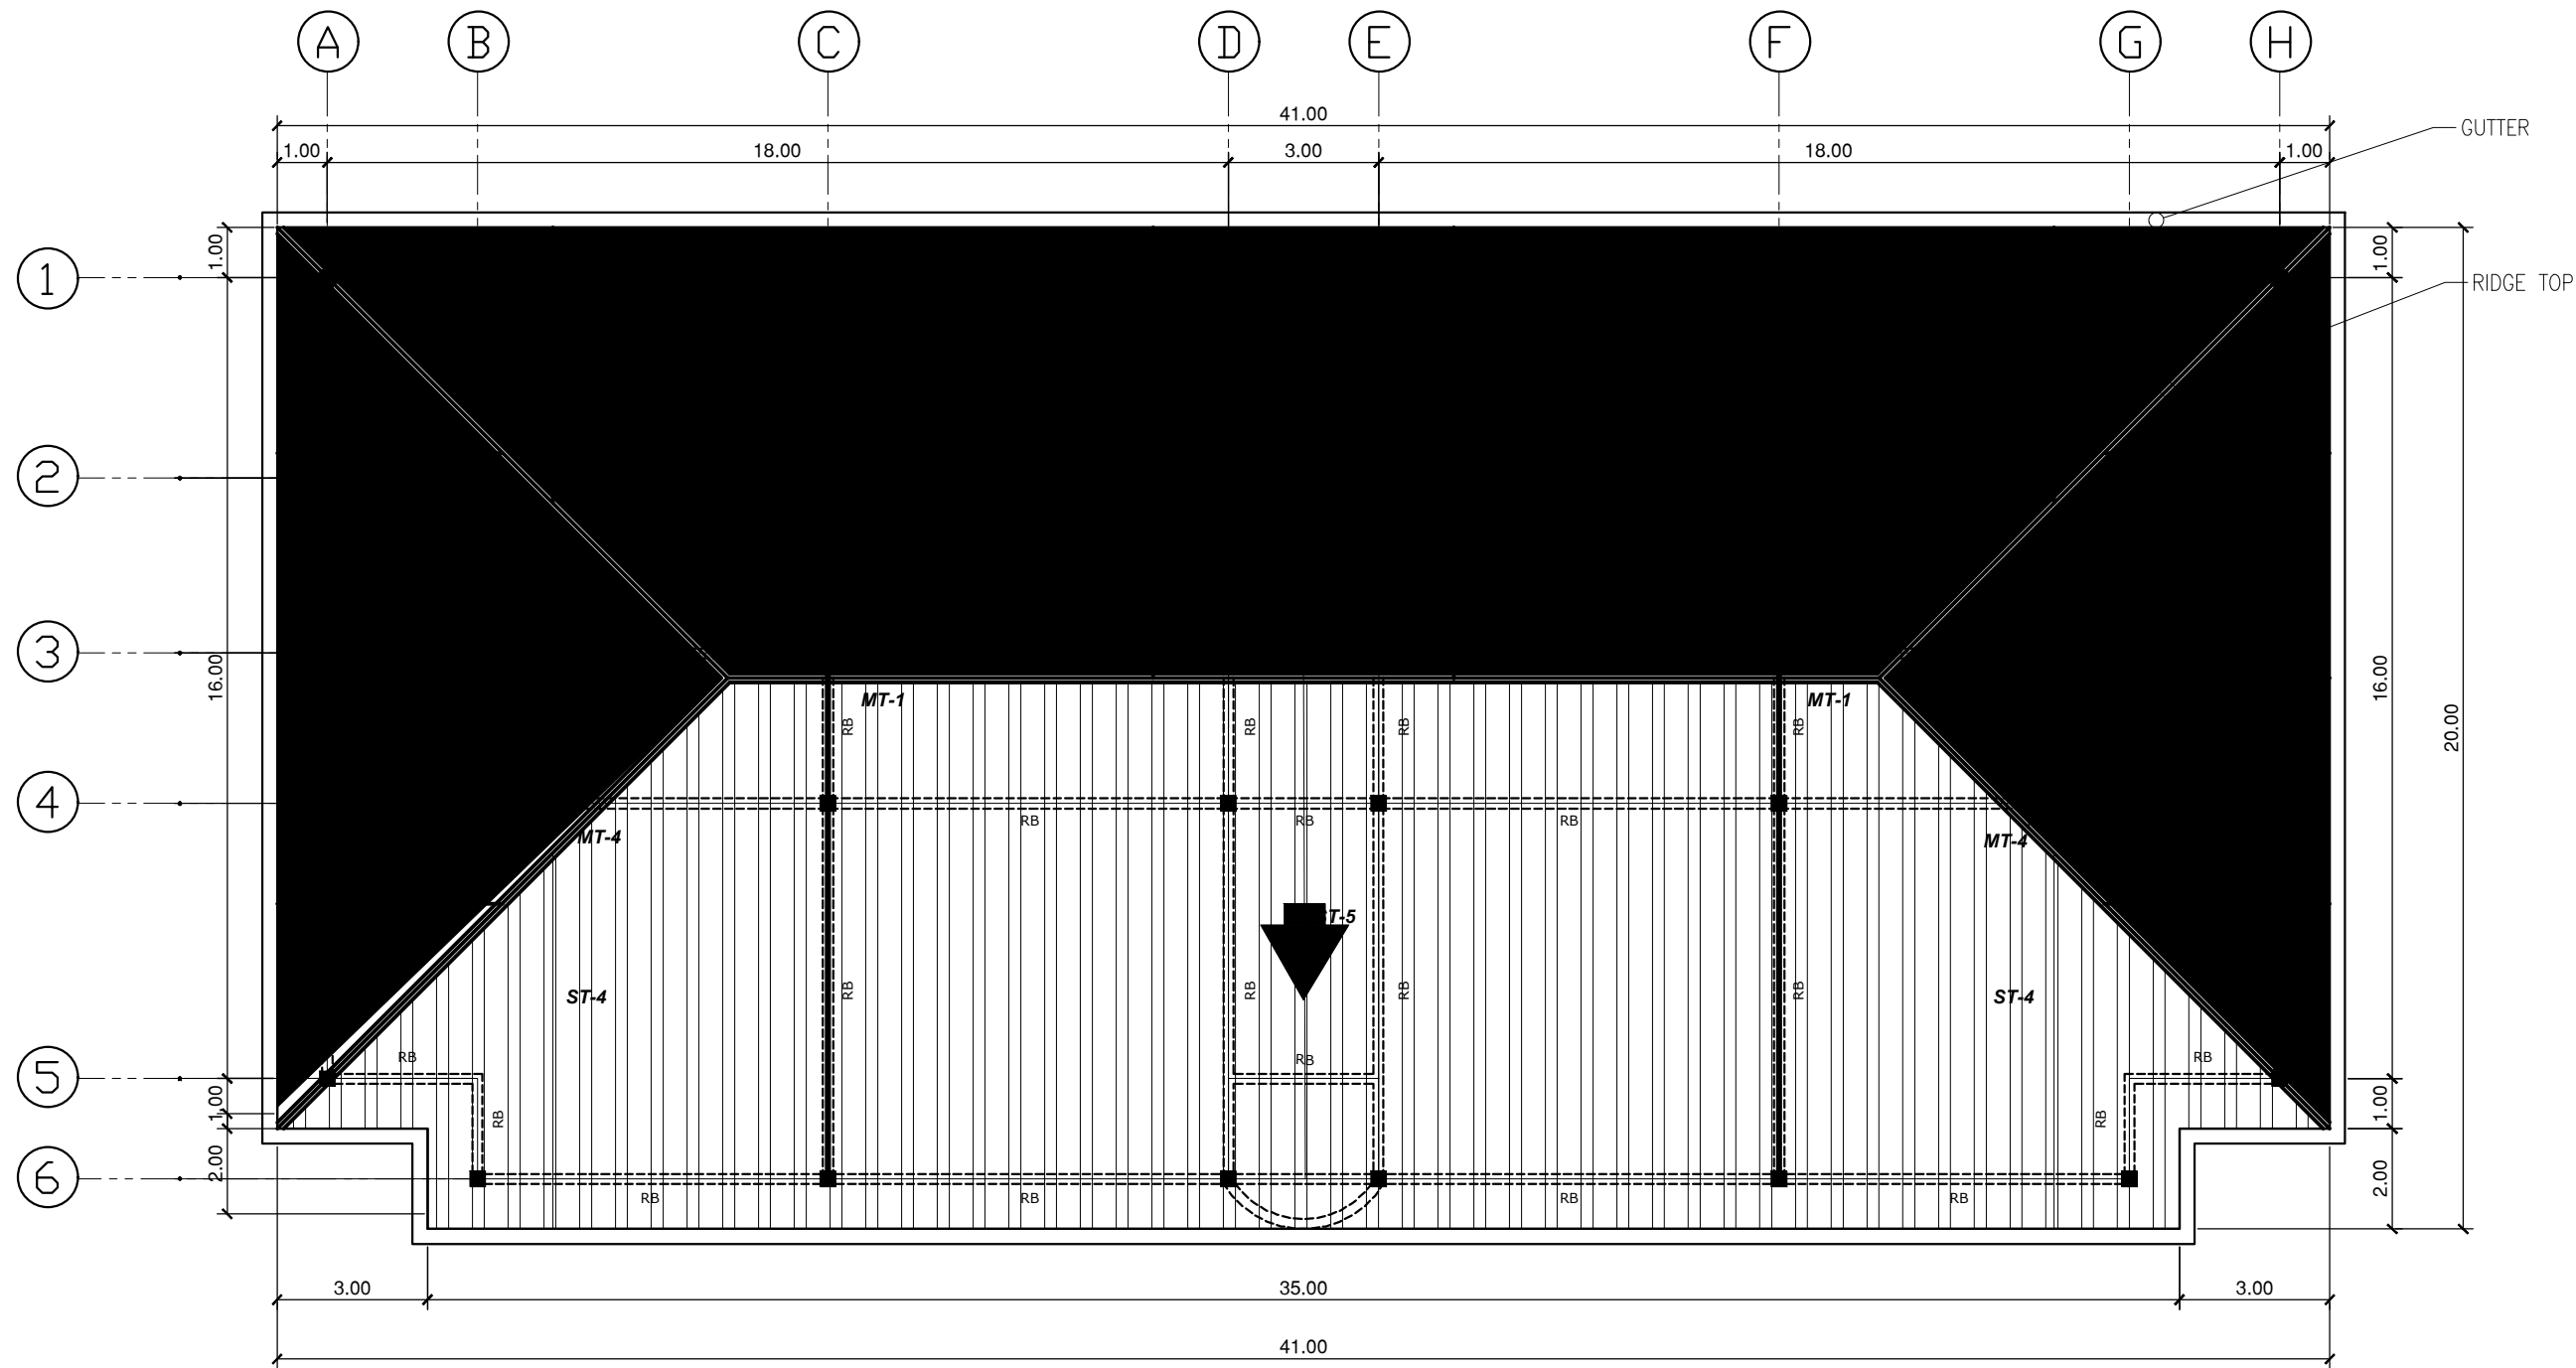 A B C D E F G H
41.00
GUTTER
1.00 18.00 3.00 18.00 1.00
1.00 1.00
1
RIDGE TOP
2
3
16.00 16.00
MT-1 MT-1
RB RB RB RB
20.00
4
RB RB RB
MT-4 MT-4
T-5
RB RB RB RB
ST-4 ST-4
RB RB RB
5
1.00 1.00
RB RB
6
2.00 2.00
RB RB RB RB
3.00 35.00 3.00
41.00